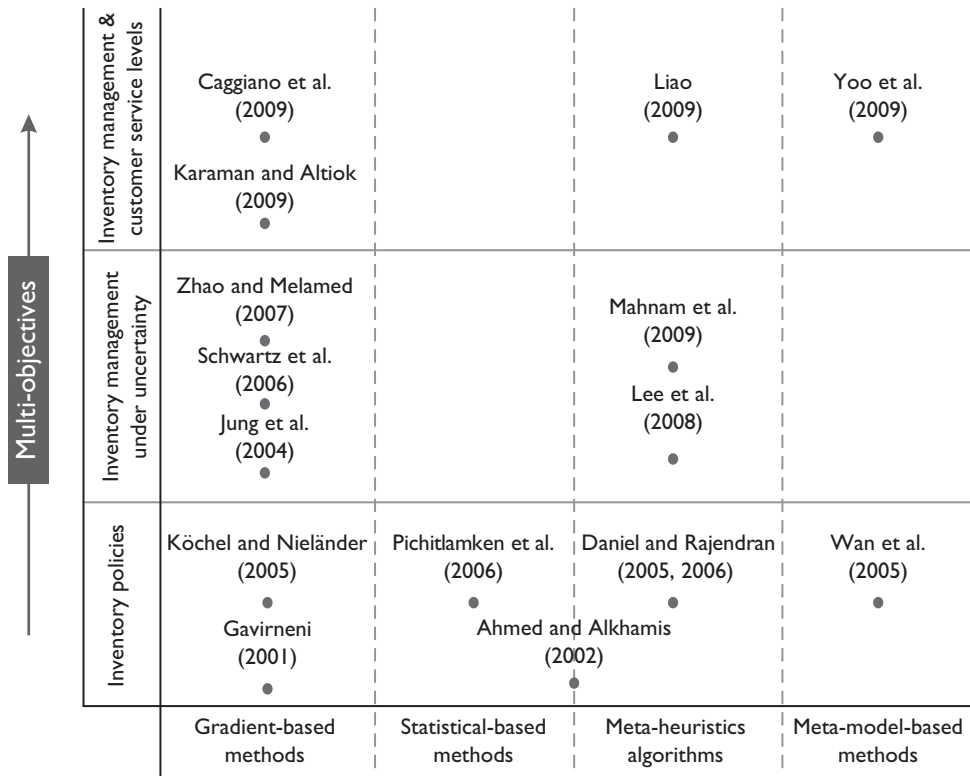 Multi-objectives
Inventory management &
customer service levels
Caggiano et al.
(2009)
Karaman and Altiok
(2009)
Liao
(2009)
Yoo et al.
(2009)
Inventory management
under uncertainty
Zhao and Melamed
(2007)
Schwartz et al.
(2006)
Jung et al.
(2004)
Mahnam et al.
(2009)
Lee et al.
(2008)
Inventory policies
Köchel and Nieländer
(2005)
Gavirneni
(2001)
Pichitlamken et al.
(2006)
Ahmed and Alkhamis
(2002)
Daniel and Rajendran
(2005, 2006)
Wan et al.
(2005)
Gradient-based
methods
Statistical-based
methods
Meta-heuristics
algorithms
Meta-model-based
methods